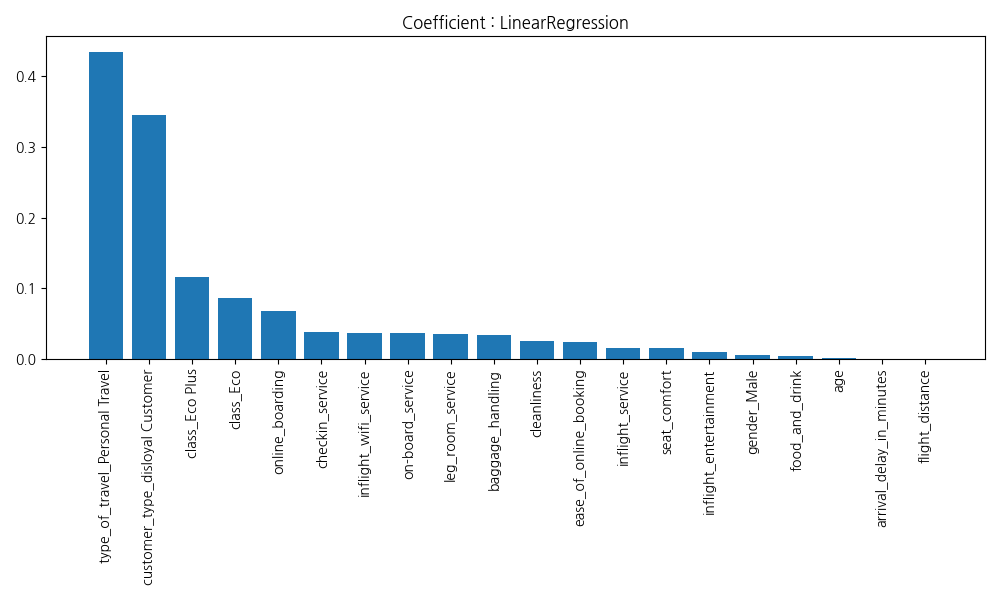 Coefficient : LinearRegression
0.4
0.3
0.2
0.1
0.0
type_of_travel_Personal Travel
customer_type_disloyal Customer
class_Eco Plus
class_Eco
online_boarding
checkin_service
inflight_wifi_service
on-board_service
leg_room_service
baggage_handling
cleanliness
ease_of_online_booking
inflight_service
seat_comfort
inflight_entertainment
gender_Male
food_and_drink
age
arrival_delay_in_minutes
flight_distance